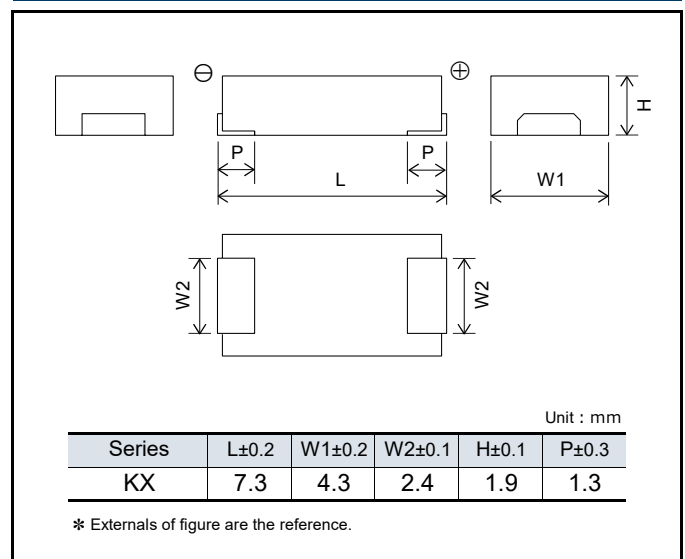 ⊖ ⊕
H
P P
L W1
W2 W2
Unit : mm
Series L±0.2 W1±0.2 W2±0.1 H±0.1 P±0.3
KX 7.3 4.3 2.4 1.9 1.3
✻ Externals of figure are the reference.